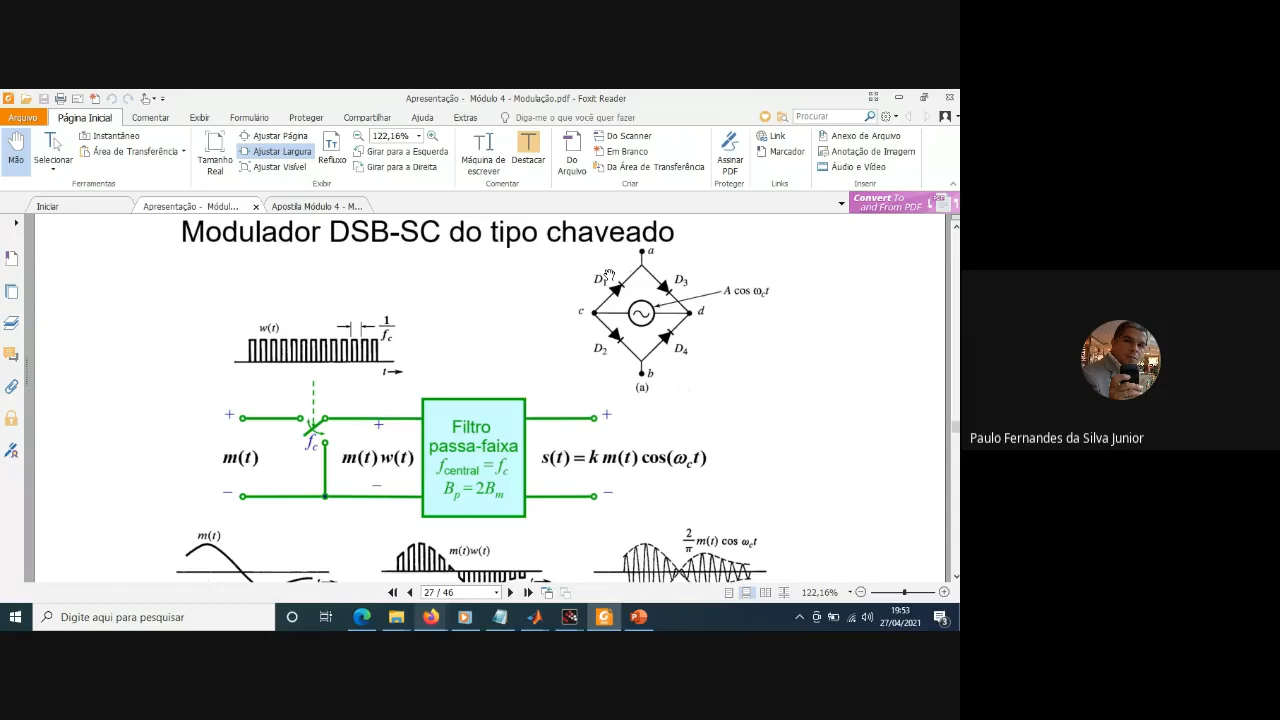 Apresentação - Módulo 4 - Modulação.pdf - Foxit Reader
Arquivo Página Inicial Comentar Exibir Formulário Proteger Compartilhar Ajuda Extras Diga-me o que você quer fazer Procurar
Mão
Selecionar
Instantâneo
Área de Transferência
Ferramentas
Tamanho Real
Ajustar Página
Ajustar Largura
Ajustar Visível
Refluxo
122,16%
Girar para a Esquerda
Girar para a Direita
Exibir
Máquina de escrever
Destacar
Comentar
Do Arquivo
Do Scanner
Em Branco
Da Área de Transferência
Criar
Assinar PDF
Proteger
Link
Marcador
Links
Anexo de Arquivo
Anotação de Imagem
Áudio e Vídeo
Inserir
Iniciar Apresentação - Módul... Apostila Módulo 4 - M...
Convert To
and From PDF
Modulador DSB-SC do tipo chaveado
a
D1 D3
A cos ωct
c d
D2 D4
b
(a)
w(t) 1/fc
t
+ + +
fc
m(t) m(t) w(t)
− − −
Filtro
passa-faixa
fcentral = fc
Bp = 2Bm
s(t) = k m(t) cos(ωct)
m(t) m(t)w(t) 2/π m(t) cos ωct
27 / 46 122,16%
Digite aqui para pesquisar
19:53
27/04/2021
3
Paulo Fernandes da Silva Junior